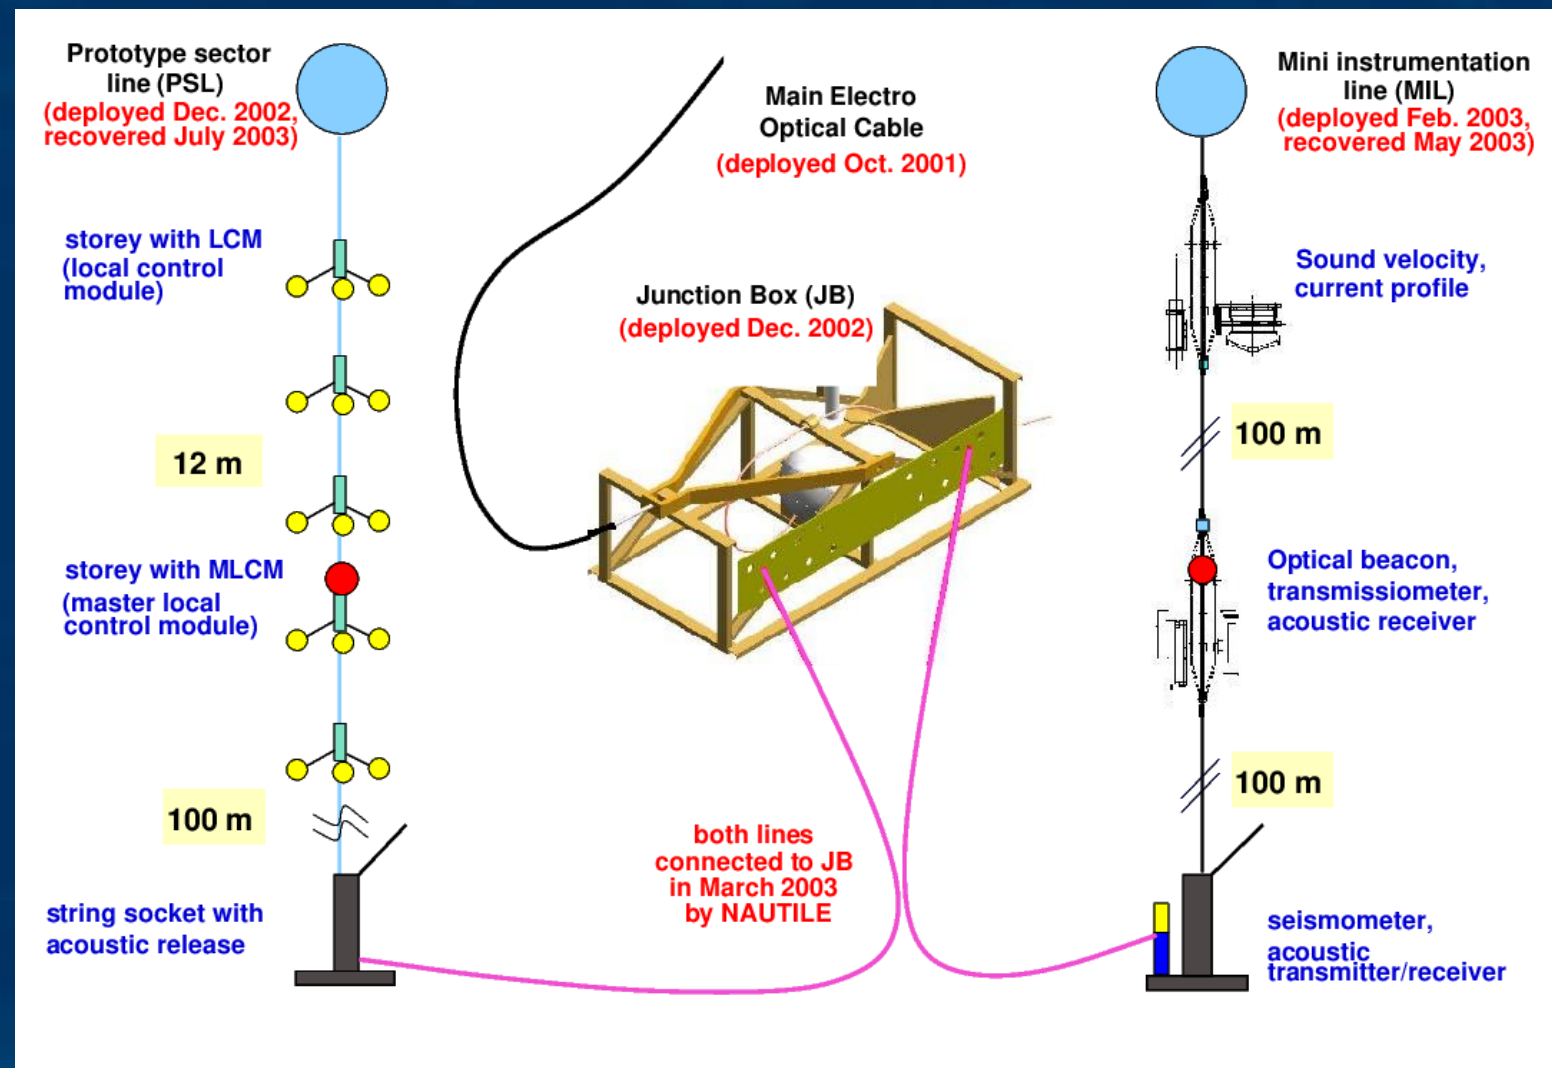 Prototype sector
line (PSL)
(deployed Dec. 2002,
recovered July 2003)
storey with LCM
(local control
module)
12 m
storey with MLCM
(master local
control module)
100 m
string socket with
acoustic release
Main Electro
Optical Cable
(deployed Oct. 2001)
Junction Box (JB)
(deployed Dec. 2002)
both lines
connected to JB
in March 2003
by NAUTILE
Mini instrumentation
line (MIL)
(deployed Feb. 2003,
recovered May 2003)
Sound velocity,
current profile
100 m
Optical beacon,
transmissiometer,
acoustic receiver
100 m
seismometer,
acoustic
transmitter/receiver